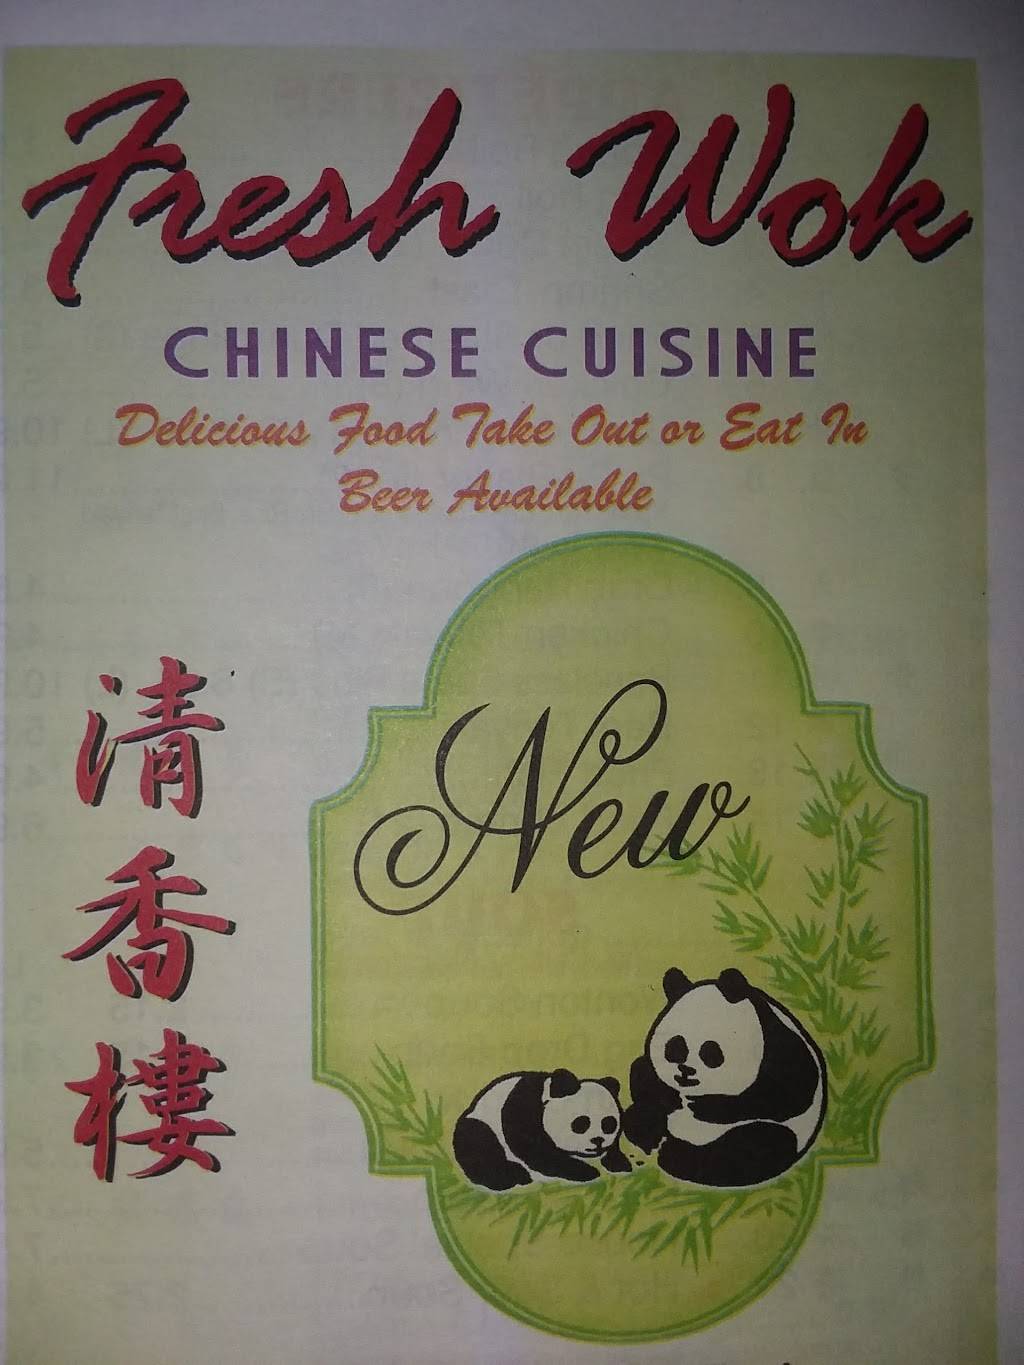 Fresh Wok
CHINESE CUISINE
Delicious Food Take Out or Eat In
Beer Available
New
清香樓